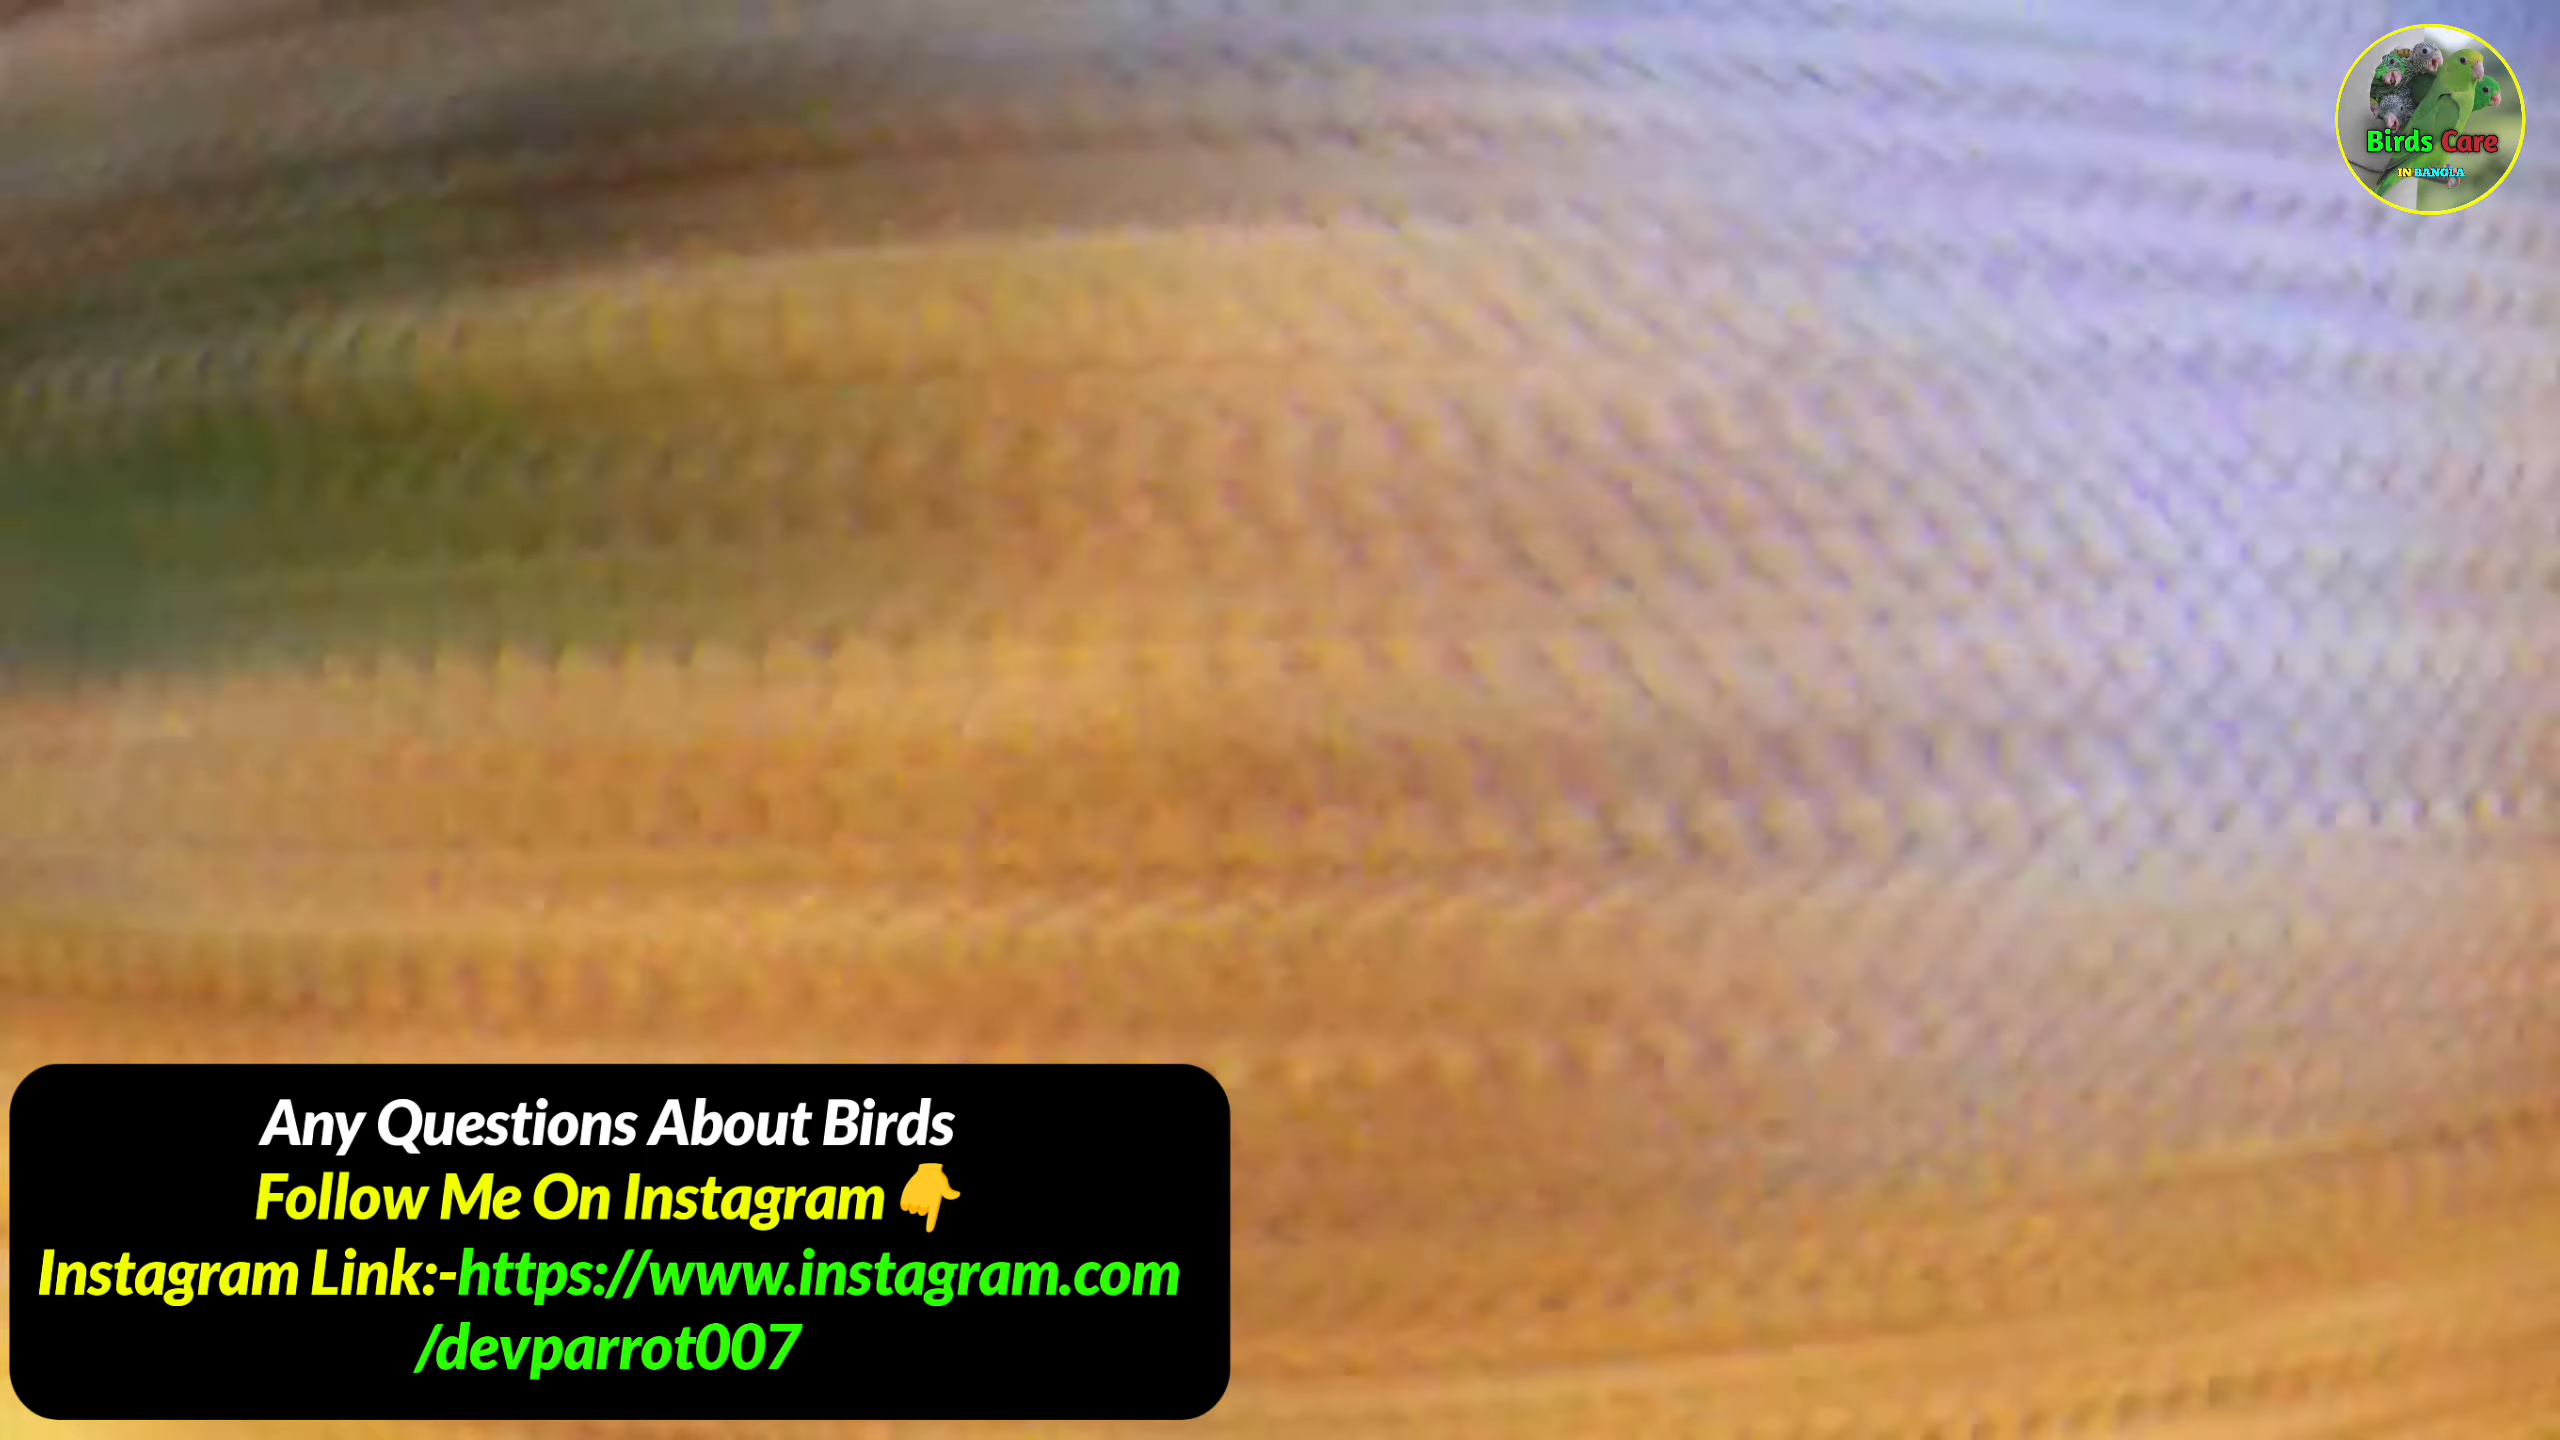 Birds Care
IN BANGLA
Any Questions About Birds
Follow Me On Instagram👇
Instagram Link:-https://www.instagram.com
/devparrot007